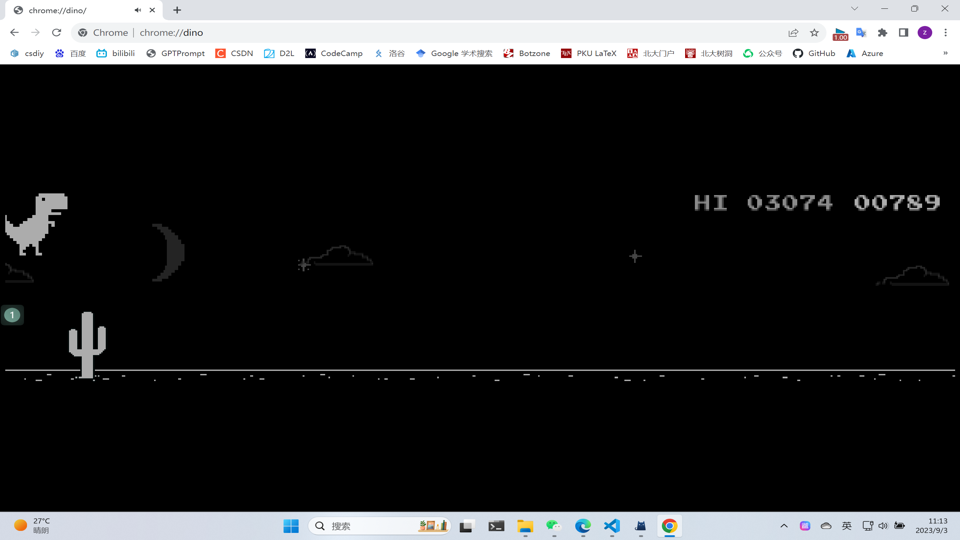 chrome://dino/
Chrome | chrome://dino
1.00
z
csdiy 百度 bilibili GPTPrompt CSDN D2L CodeCamp 洛谷 Google 学术搜索 Botzone PKU LaTeX 北大门户 北大树洞 公众号 GitHub Azure »
HI 03074 00789
1
27°C
晴朗
搜索
英
11:13
2023/9/3